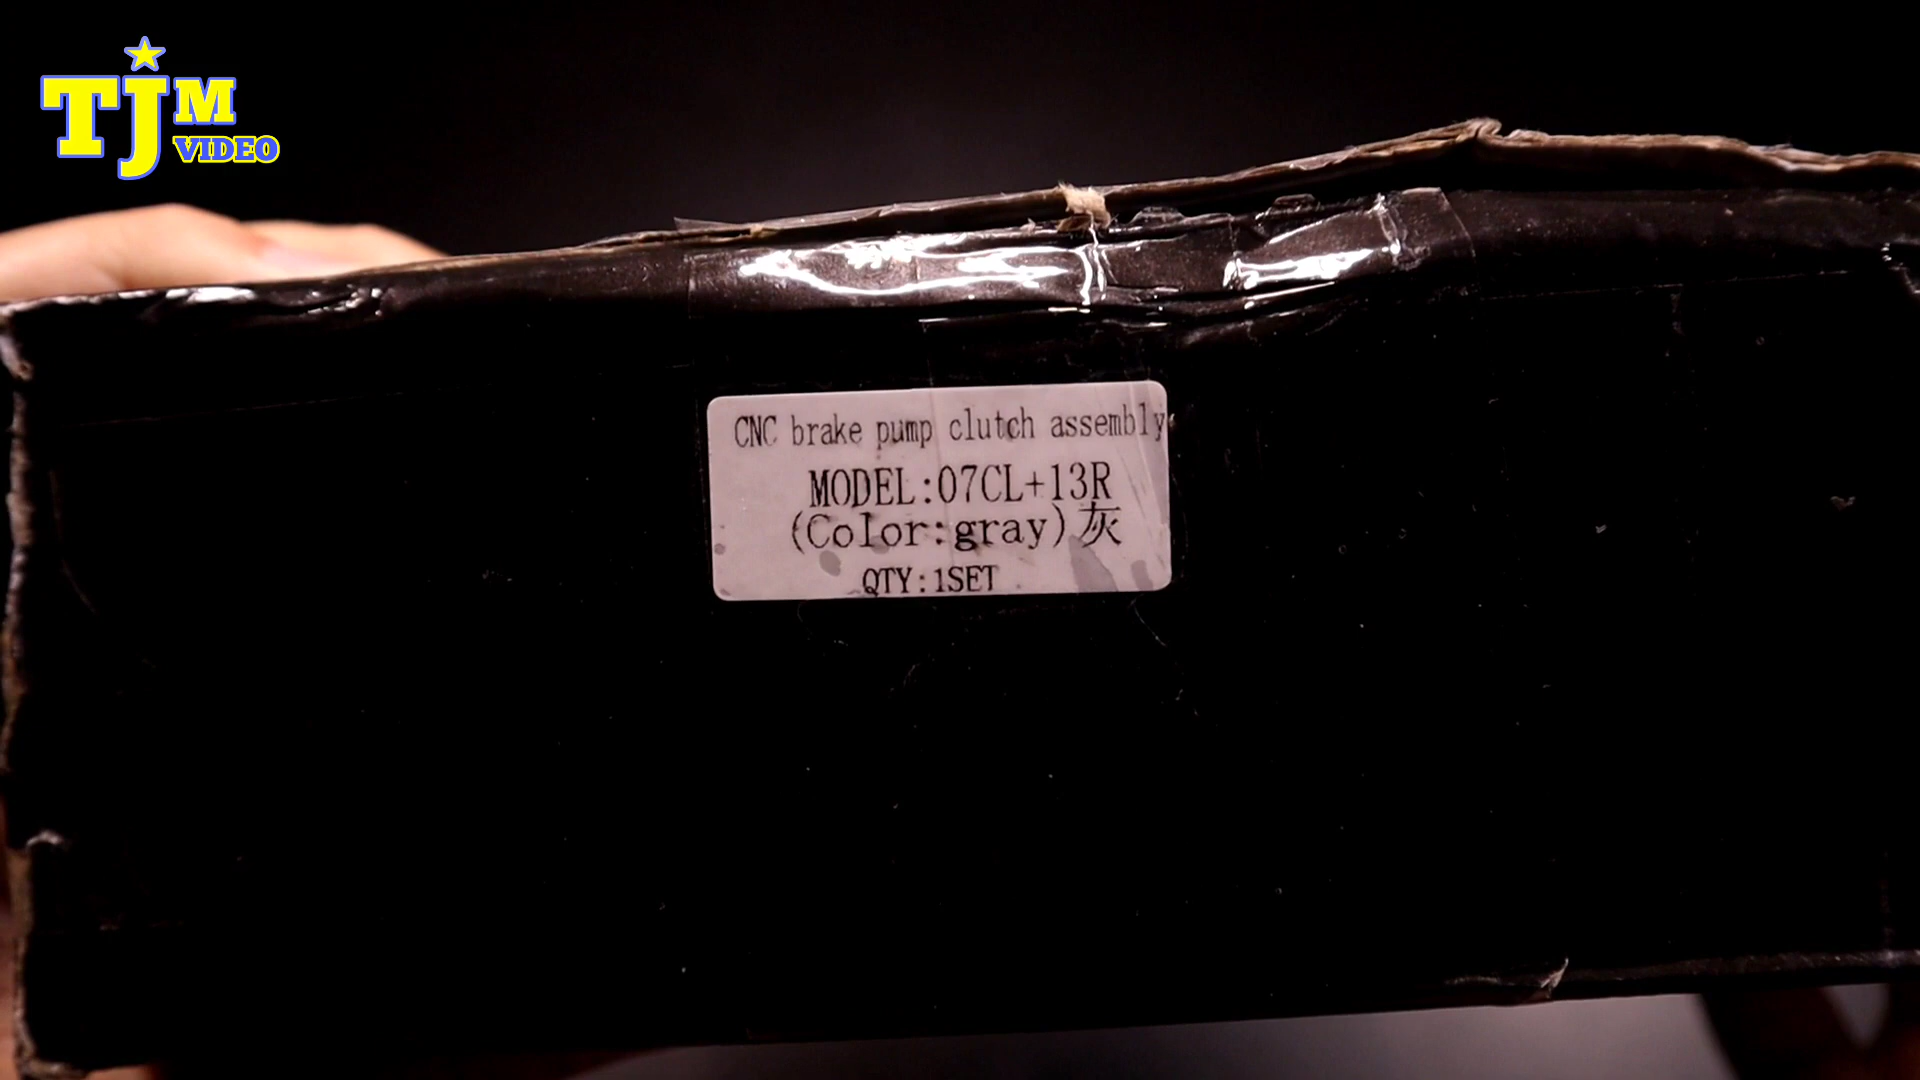 TJM
VIDEO
CNC brake pump clutch assembly
MODEL:07CL+13R
(Color:gray)灰
QTY:1SET